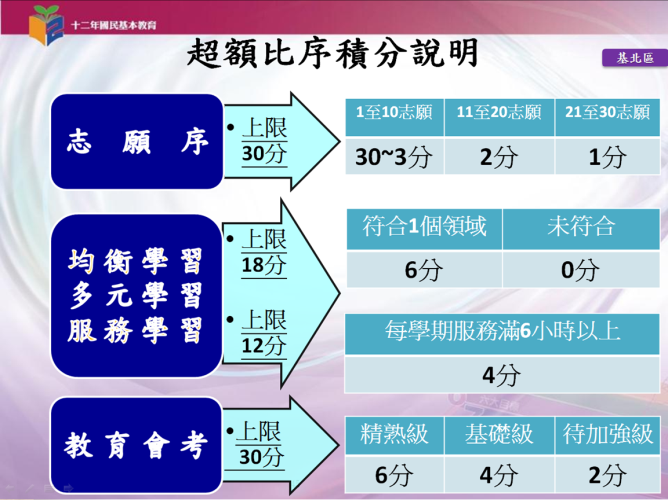 十二年國民基本教育
超額比序積分說明
基北區
志願序
•上限
30分
1至10志願 11至20志願 21至30志願
30~3分 2分 1分
均衡學習
多元學習
服務學習
•上限
18分
•上限
12分
符合1個領域 未符合
6分 0分
每學期服務滿6小時以上
4分
教育會考
•上限
30分
精熟級 基礎級 待加強級
6分 4分 2分